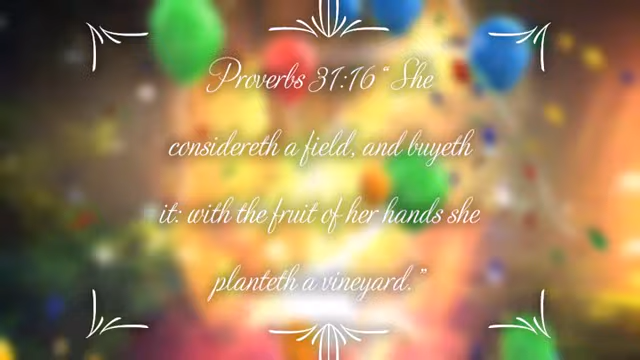 Proverbs 31:16 “ She
considereth a field, and buyeth
it: with the fruit of her hands she
planteth a vineyard.”